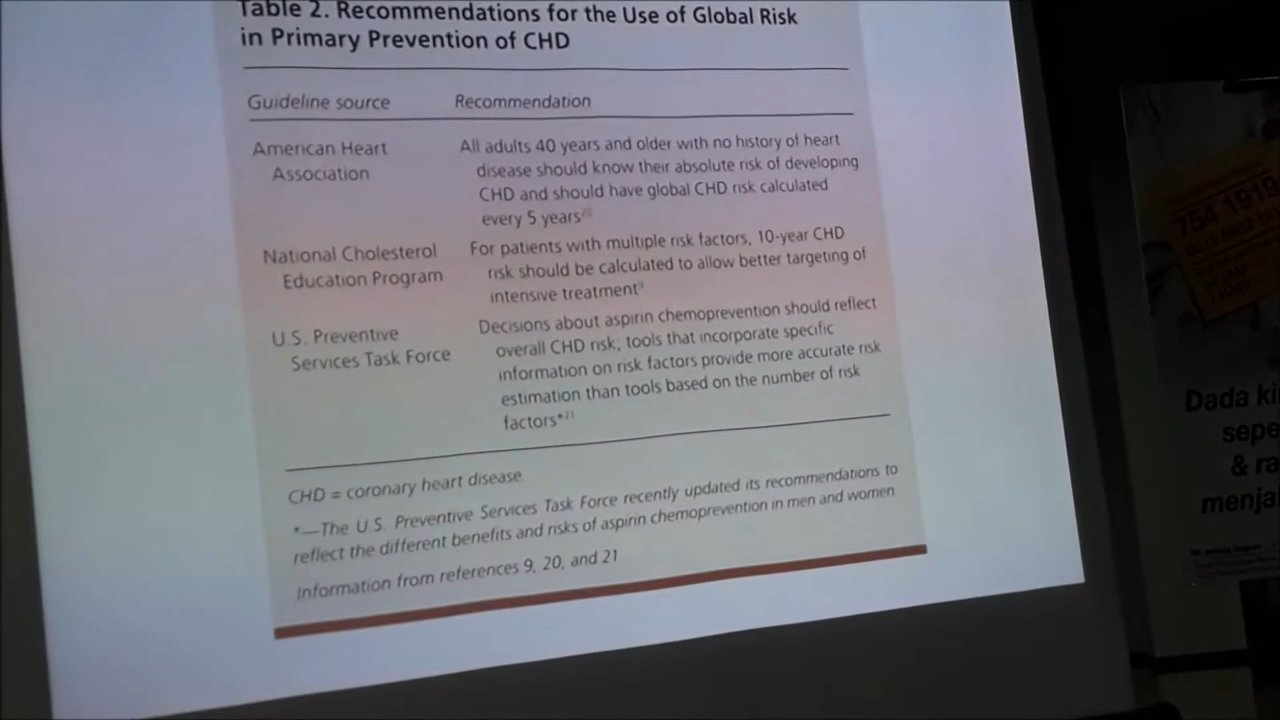 Table 2. Recommendations for the Use of Global Risk
in Primary Prevention of CHD
Guideline source Recommendation
American Heart
Association
All adults 40 years and older with no history of heart
disease should know their absolute risk of developing
CHD and should have global CHD risk calculated
every 5 years20
National Cholesterol
Education Program
For patients with multiple risk factors, 10-year CHD
risk should be calculated to allow better targeting of
intensive treatment9
U.S. Preventive
Services Task Force
Decisions about aspirin chemoprevention should reflect
overall CHD risk; tools that incorporate specific
information on risk factors provide more accurate risk
estimation than tools based on the number of risk
factors*21
CHD = coronary heart disease.
*—The U.S. Preventive Services Task Force recently updated its recommendations to
reflect the different benefits and risks of aspirin chemoprevention in men and women.
Information from references 9, 20, and 21.
764 1919
Dada ki
sepe
& ra
menja